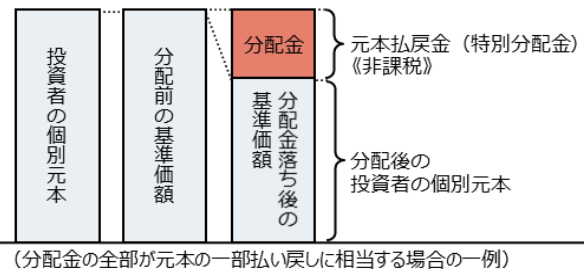 投資者の個別元本
分配前の基準価額
分配金
分配金落ち後の
基準価額
元本払戻金（特別分配金）
《非課税》
分配後の
投資者の個別元本
（分配金の全部が元本の一部払い戻しに相当する場合の一例）